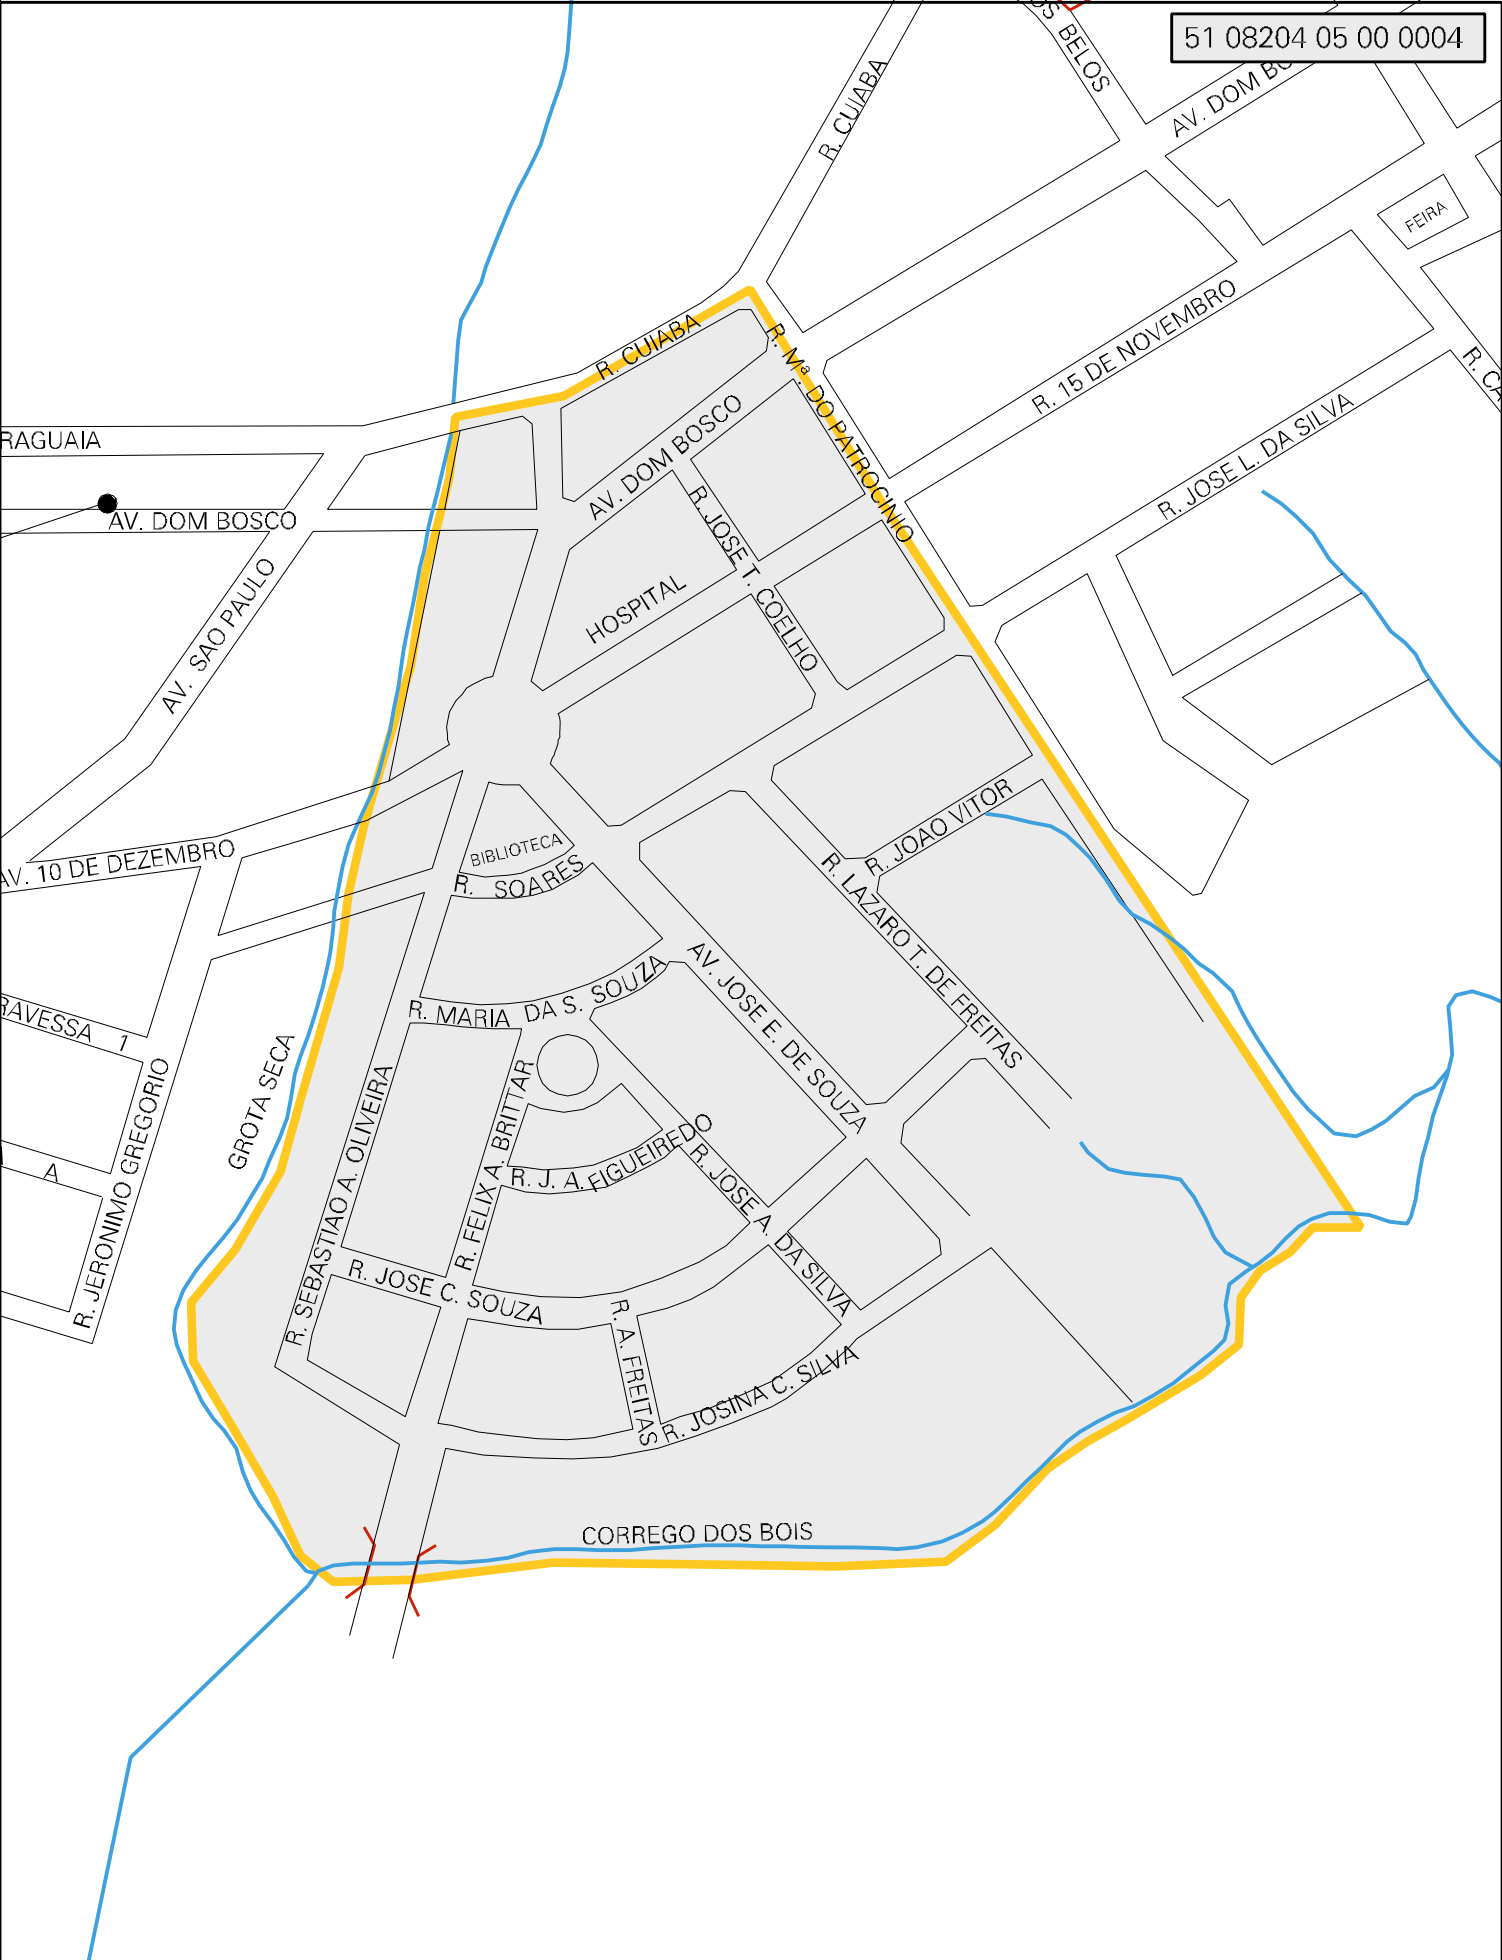 51 08204 05 00 0004
OS BELOS
AV. DOM BO
R. CUIABA
FEIRA
R. CUIABA
R. Mª. DO PATROCINIO
R. 15 DE NOVEMBRO
R. CA
R. JOSE L. DA SILVA
RAGUAIA
AV. DOM BOSCO
AV. DOM BOSCO
R. JOSE T. COELHO
HOSPITAL
AV. SAO PAULO
AV. 10 DE DEZEMBRO
BIBLIOTECA
R. SOARES
R. JOAO VITOR
R. LAZARO T. DE FREITAS
AV. JOSE E. DE SOUZA
R. MARIA DA S. SOUZA
RAVESSA 1
GROTA SECA
R. JERONIMO GREGORIO
A
R. SEBASTIAO A. OLIVEIRA
R. FELIX A. BRITTAR
R. J. A. FIGUEIREDO
R. JOSE A. DA SILVA
R. JOSE C. SOUZA
R. A. FREITAS
R. JOSINA C. SILVA
CORREGO DOS BOIS